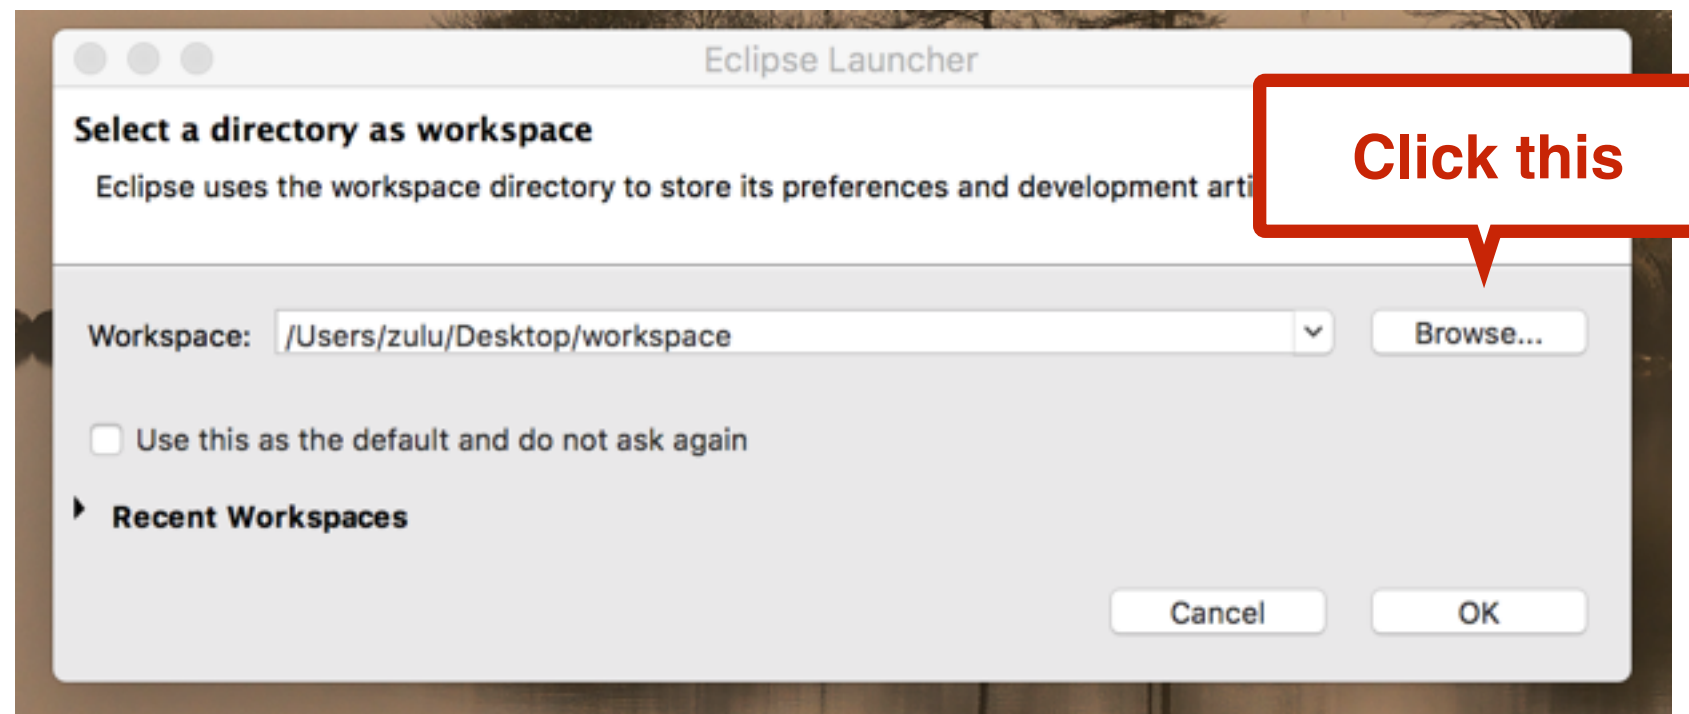 Eclipse Launcher
Select a directory as workspace
Eclipse uses the workspace directory to store its preferences and development arti
Click this
Workspace: /Users/zulu/Desktop/workspace
Browse...
Use this as the default and do not ask again
Recent Workspaces
Cancel
OK